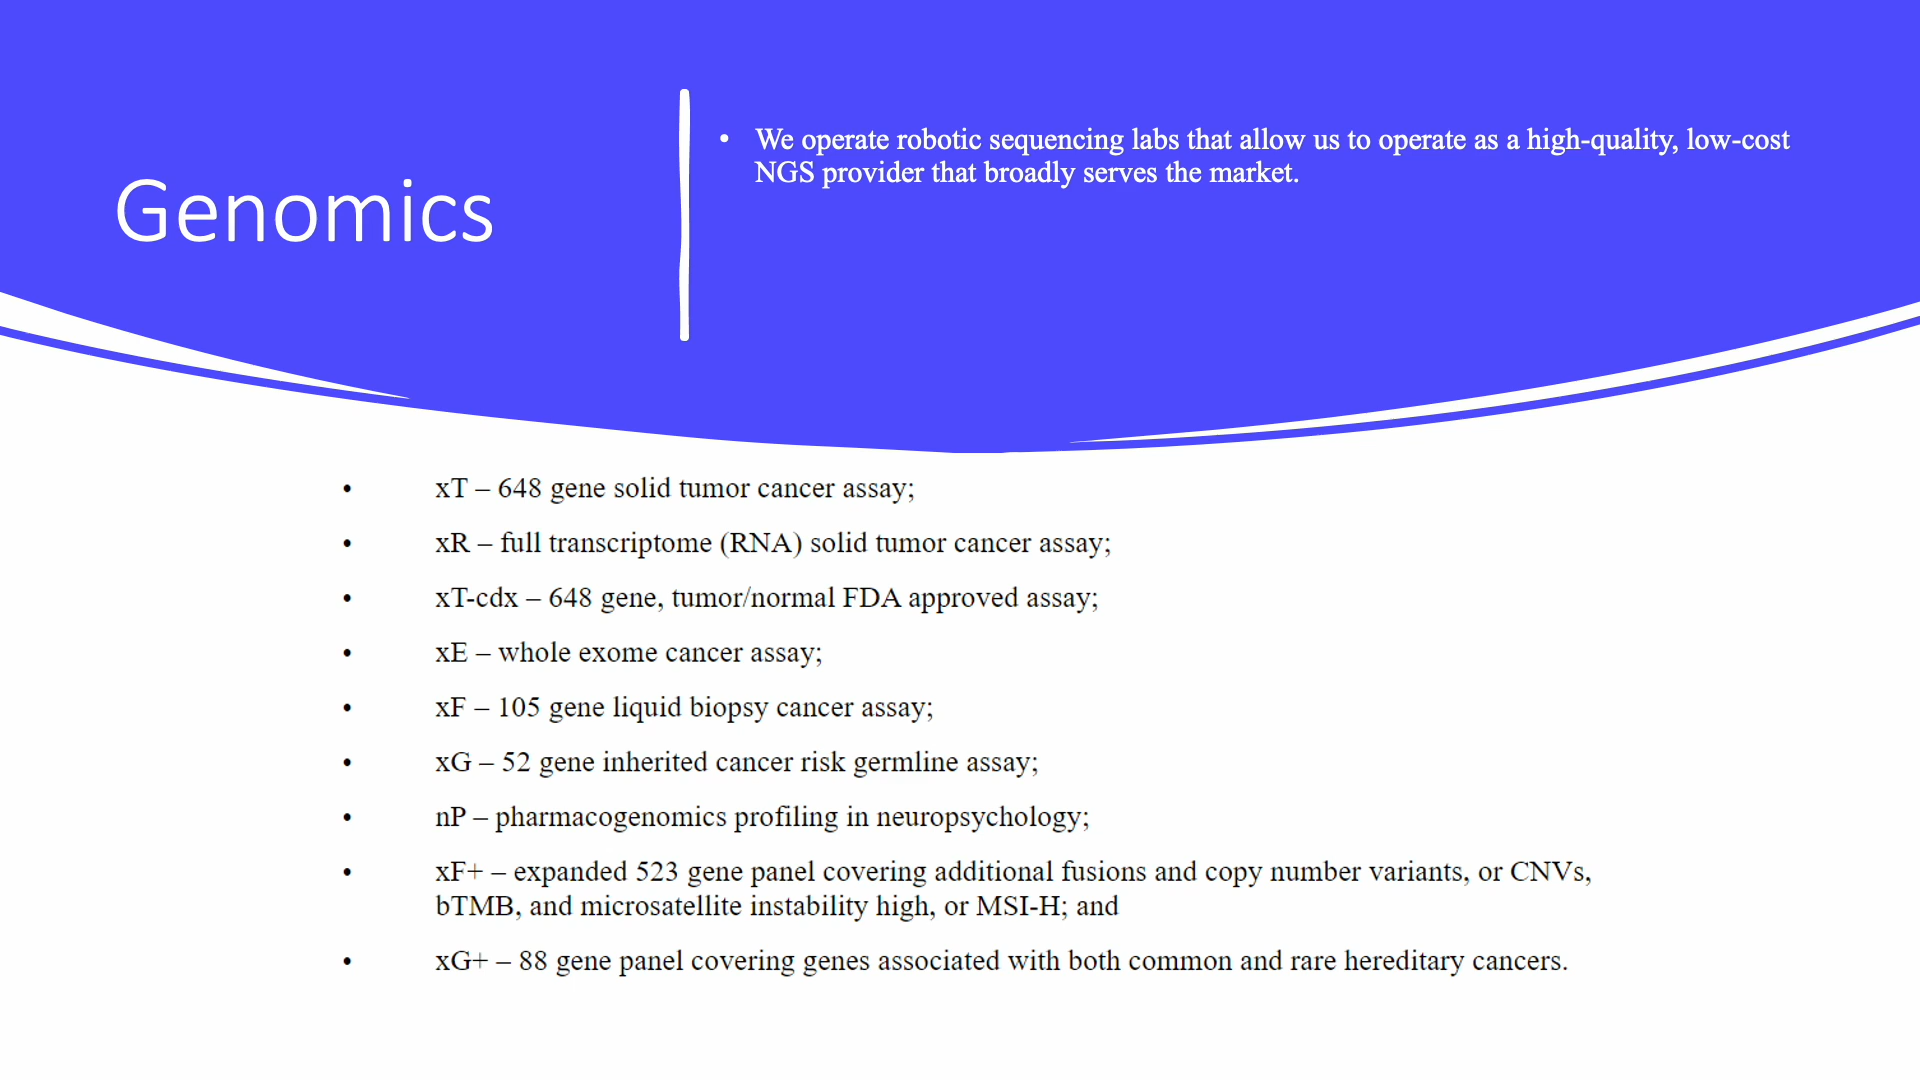 Genomics
• We operate robotic sequencing labs that allow us to operate as a high-quality, low-cost
NGS provider that broadly serves the market.
• xT – 648 gene solid tumor cancer assay;
• xR – full transcriptome (RNA) solid tumor cancer assay;
• xT-cdx – 648 gene, tumor/normal FDA approved assay;
• xE – whole exome cancer assay;
• xF – 105 gene liquid biopsy cancer assay;
• xG – 52 gene inherited cancer risk germline assay;
• nP – pharmacogenomics profiling in neuropsychology;
• xF+ – expanded 523 gene panel covering additional fusions and copy number variants, or CNVs,
bTMB, and microsatellite instability high, or MSI-H; and
• xG+ – 88 gene panel covering genes associated with both common and rare hereditary cancers.